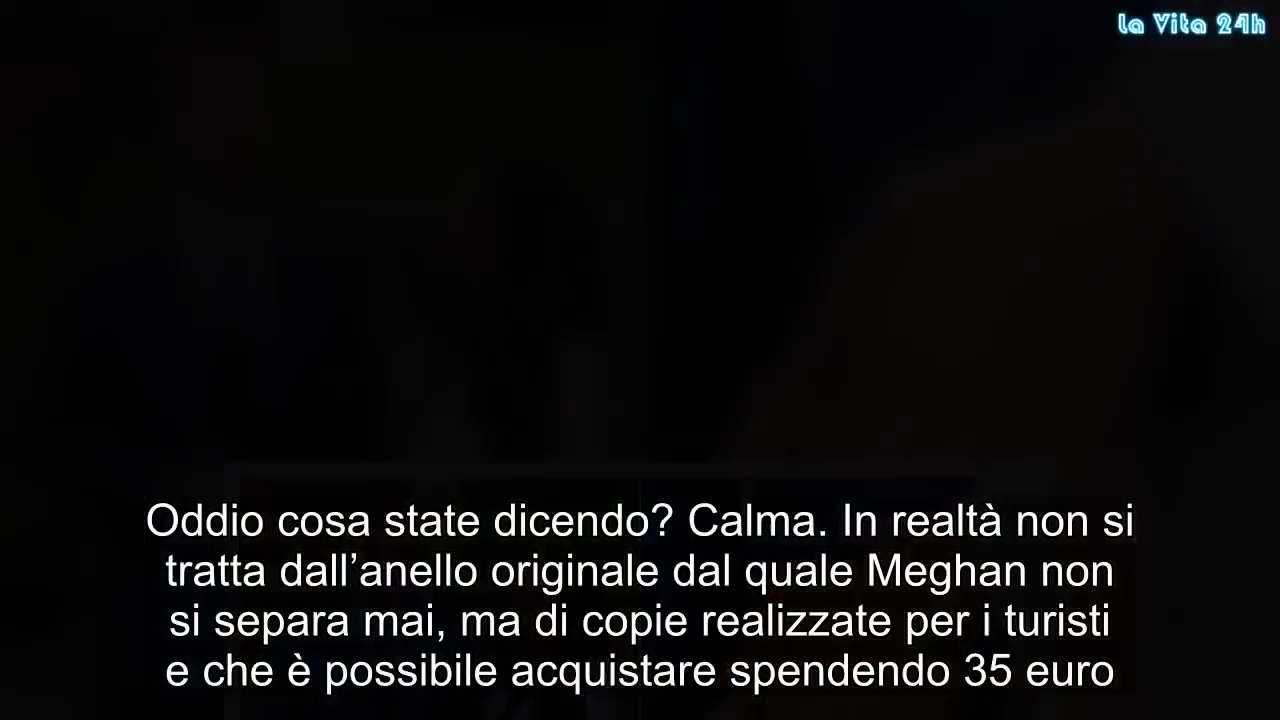 la Vita 24h
Oddio cosa state dicendo? Calma. In realtà non si
tratta dall’anello originale dal quale Meghan non
si separa mai, ma di copie realizzate per i turisti
e che è possibile acquistare spendendo 35 euro